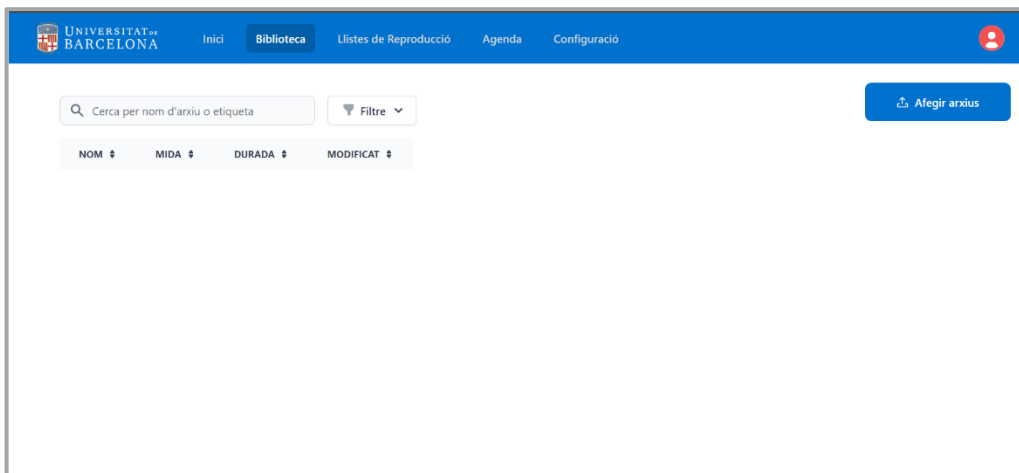 UNIVERSITAT DE
BARCELONA
Inici Biblioteca Llistes de Reproducció Agenda Configuració
Cerca per nom d'arxiu o etiqueta Filtre Afegir arxius
NOM MIDA DURADA MODIFICAT